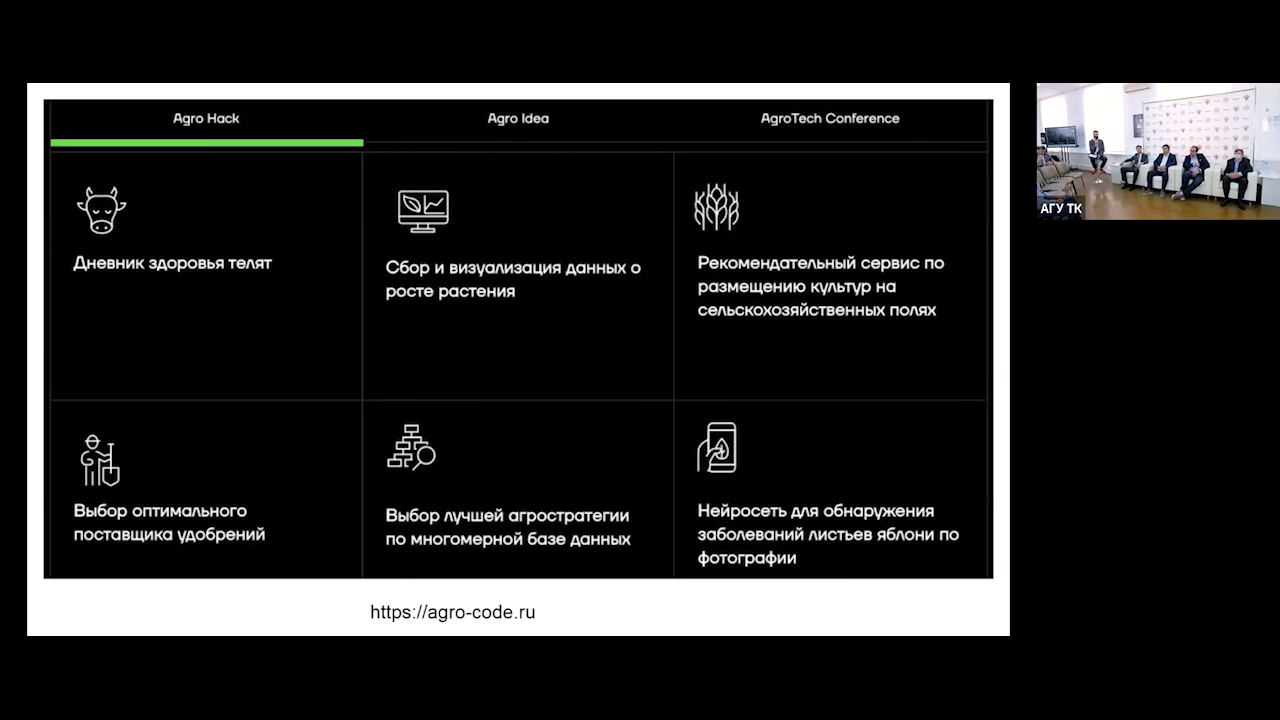 Agro Hack
Agro Idea
AgroTech Conference
Дневник здоровья телят
Сбор и визуализация данных о
росте растения
Рекомендательный сервис по
размещению культур на
сельскохозяйственных полях
Выбор оптимального
поставщика удобрений
Выбор лучшей агростратегии
по многомерной базе данных
Нейросеть для обнаружения
заболеваний листьев яблони по
фотографии
https://agro-code.ru
АГУ ТК